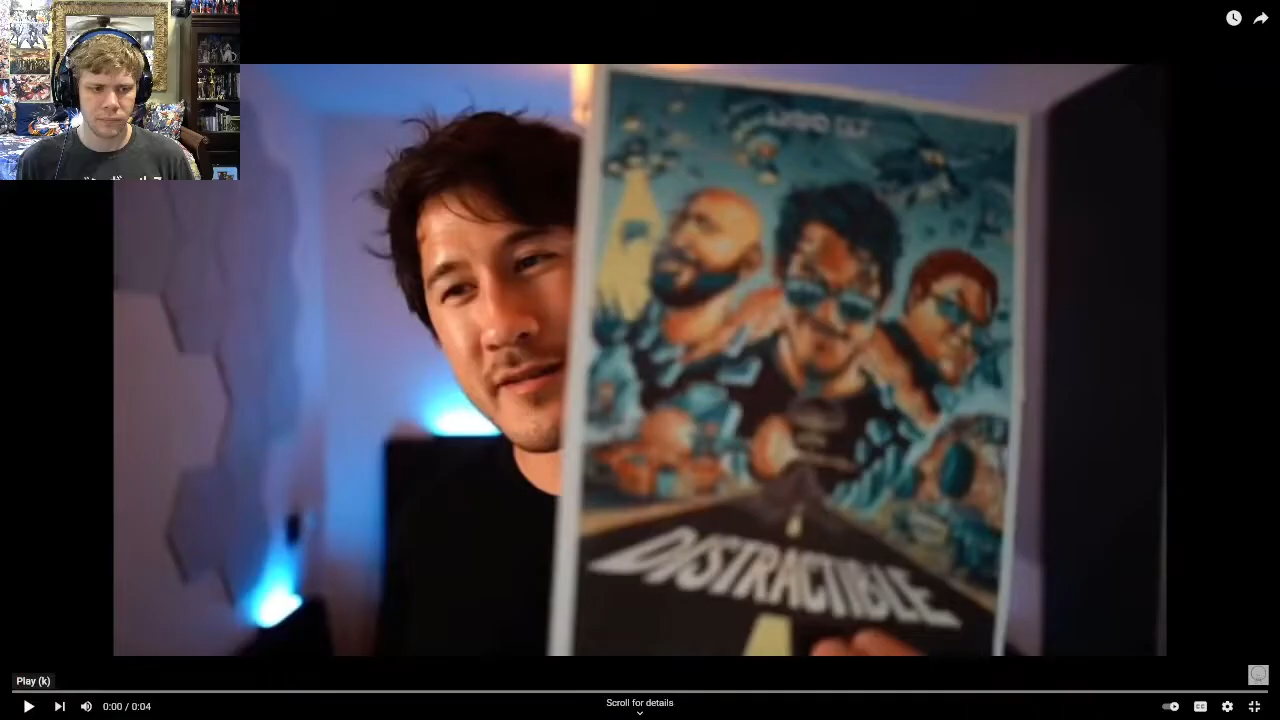 DISTRACTIBLE
Play (k)
0:00 / 0:04
Scroll for details